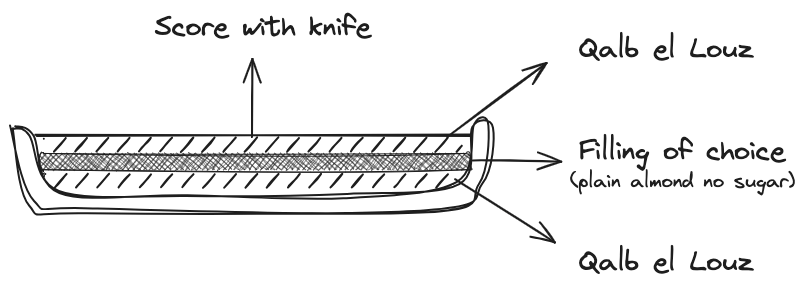 Score with knife
Qalb el Louz
Filling of choice
(plain almond no sugar)
Qalb el Louz